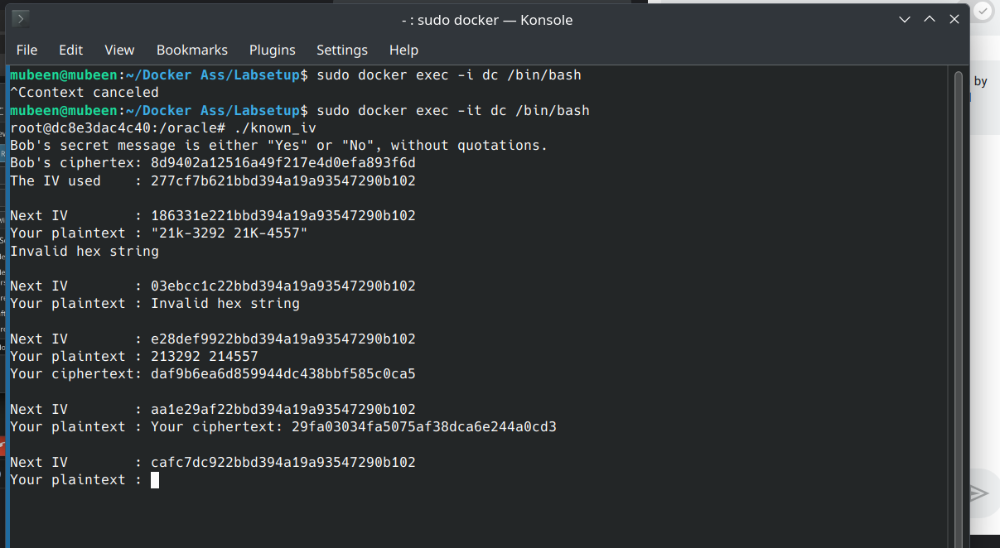 - : sudo docker — Konsole
File Edit View Bookmarks Plugins Settings Help
mubeen@mubeen:~/Docker Ass/Labsetup$ sudo docker exec -i dc /bin/bash
^Ccontext canceled
mubeen@mubeen:~/Docker Ass/Labsetup$ sudo docker exec -it dc /bin/bash
root@dc8e3dac4c40:/oracle# ./known_iv
Bob's secret message is either "Yes" or "No", without quotations.
Bob's ciphertex: 8d9402a12516a49f217e4d0efa893f6d
The IV used    : 277cf7b621bbd394a19a93547290b102
Next IV        : 186331e221bbd394a19a93547290b102
Your plaintext : "21k-3292 21K-4557"
Invalid hex string
Next IV        : 03ebcc1c22bbd394a19a93547290b102
Your plaintext : Invalid hex string
Next IV        : e28def9922bbd394a19a93547290b102
Your plaintext : 213292 214557
Your ciphertext: daf9b6ea6d859944dc438bbf585c0ca5
Next IV        : aa1e29af22bbd394a19a93547290b102
Your plaintext : Your ciphertext: 29fa03034fa5075af38dca6e244a0cd3
Next IV        : cafc7dc922bbd394a19a93547290b102
Your plaintext :
by